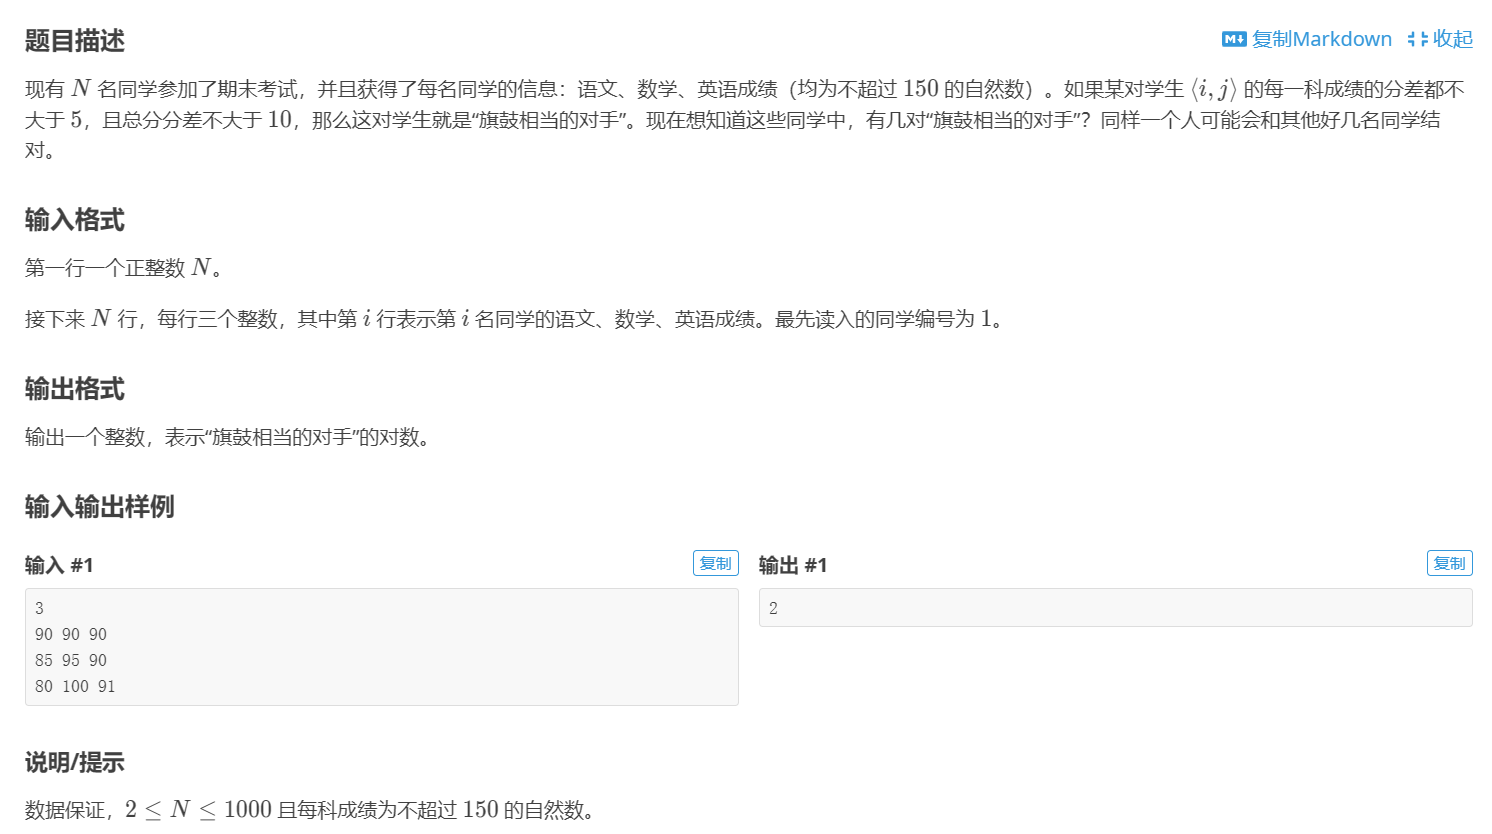 题目描述
复制Markdown 收起
现有 N 名同学参加了期末考试，并且获得了每名同学的信息：语文、数学、英语成绩（均为不超过 150 的自然数）。如果某对学生 ⟨i, j⟩ 的每一科成绩的分差都不
大于 5，且总分分差不大于 10，那么这对学生就是“旗鼓相当的对手”。现在想知道这些同学中，有几对“旗鼓相当的对手”？同样一个人可能会和其他好几名同学结
对。
输入格式
第一行一个正整数 N。
接下来 N 行，每行三个整数，其中第 i 行表示第 i 名同学的语文、数学、英语成绩。最先读入的同学编号为 1。
输出格式
输出一个整数，表示“旗鼓相当的对手”的对数。
输入输出样例
输入 #1
复制
3
90 90 90
85 95 90
80 100 91
输出 #1
复制
2
说明/提示
数据保证，2 ≤ N ≤ 1000 且每科成绩为不超过 150 的自然数。